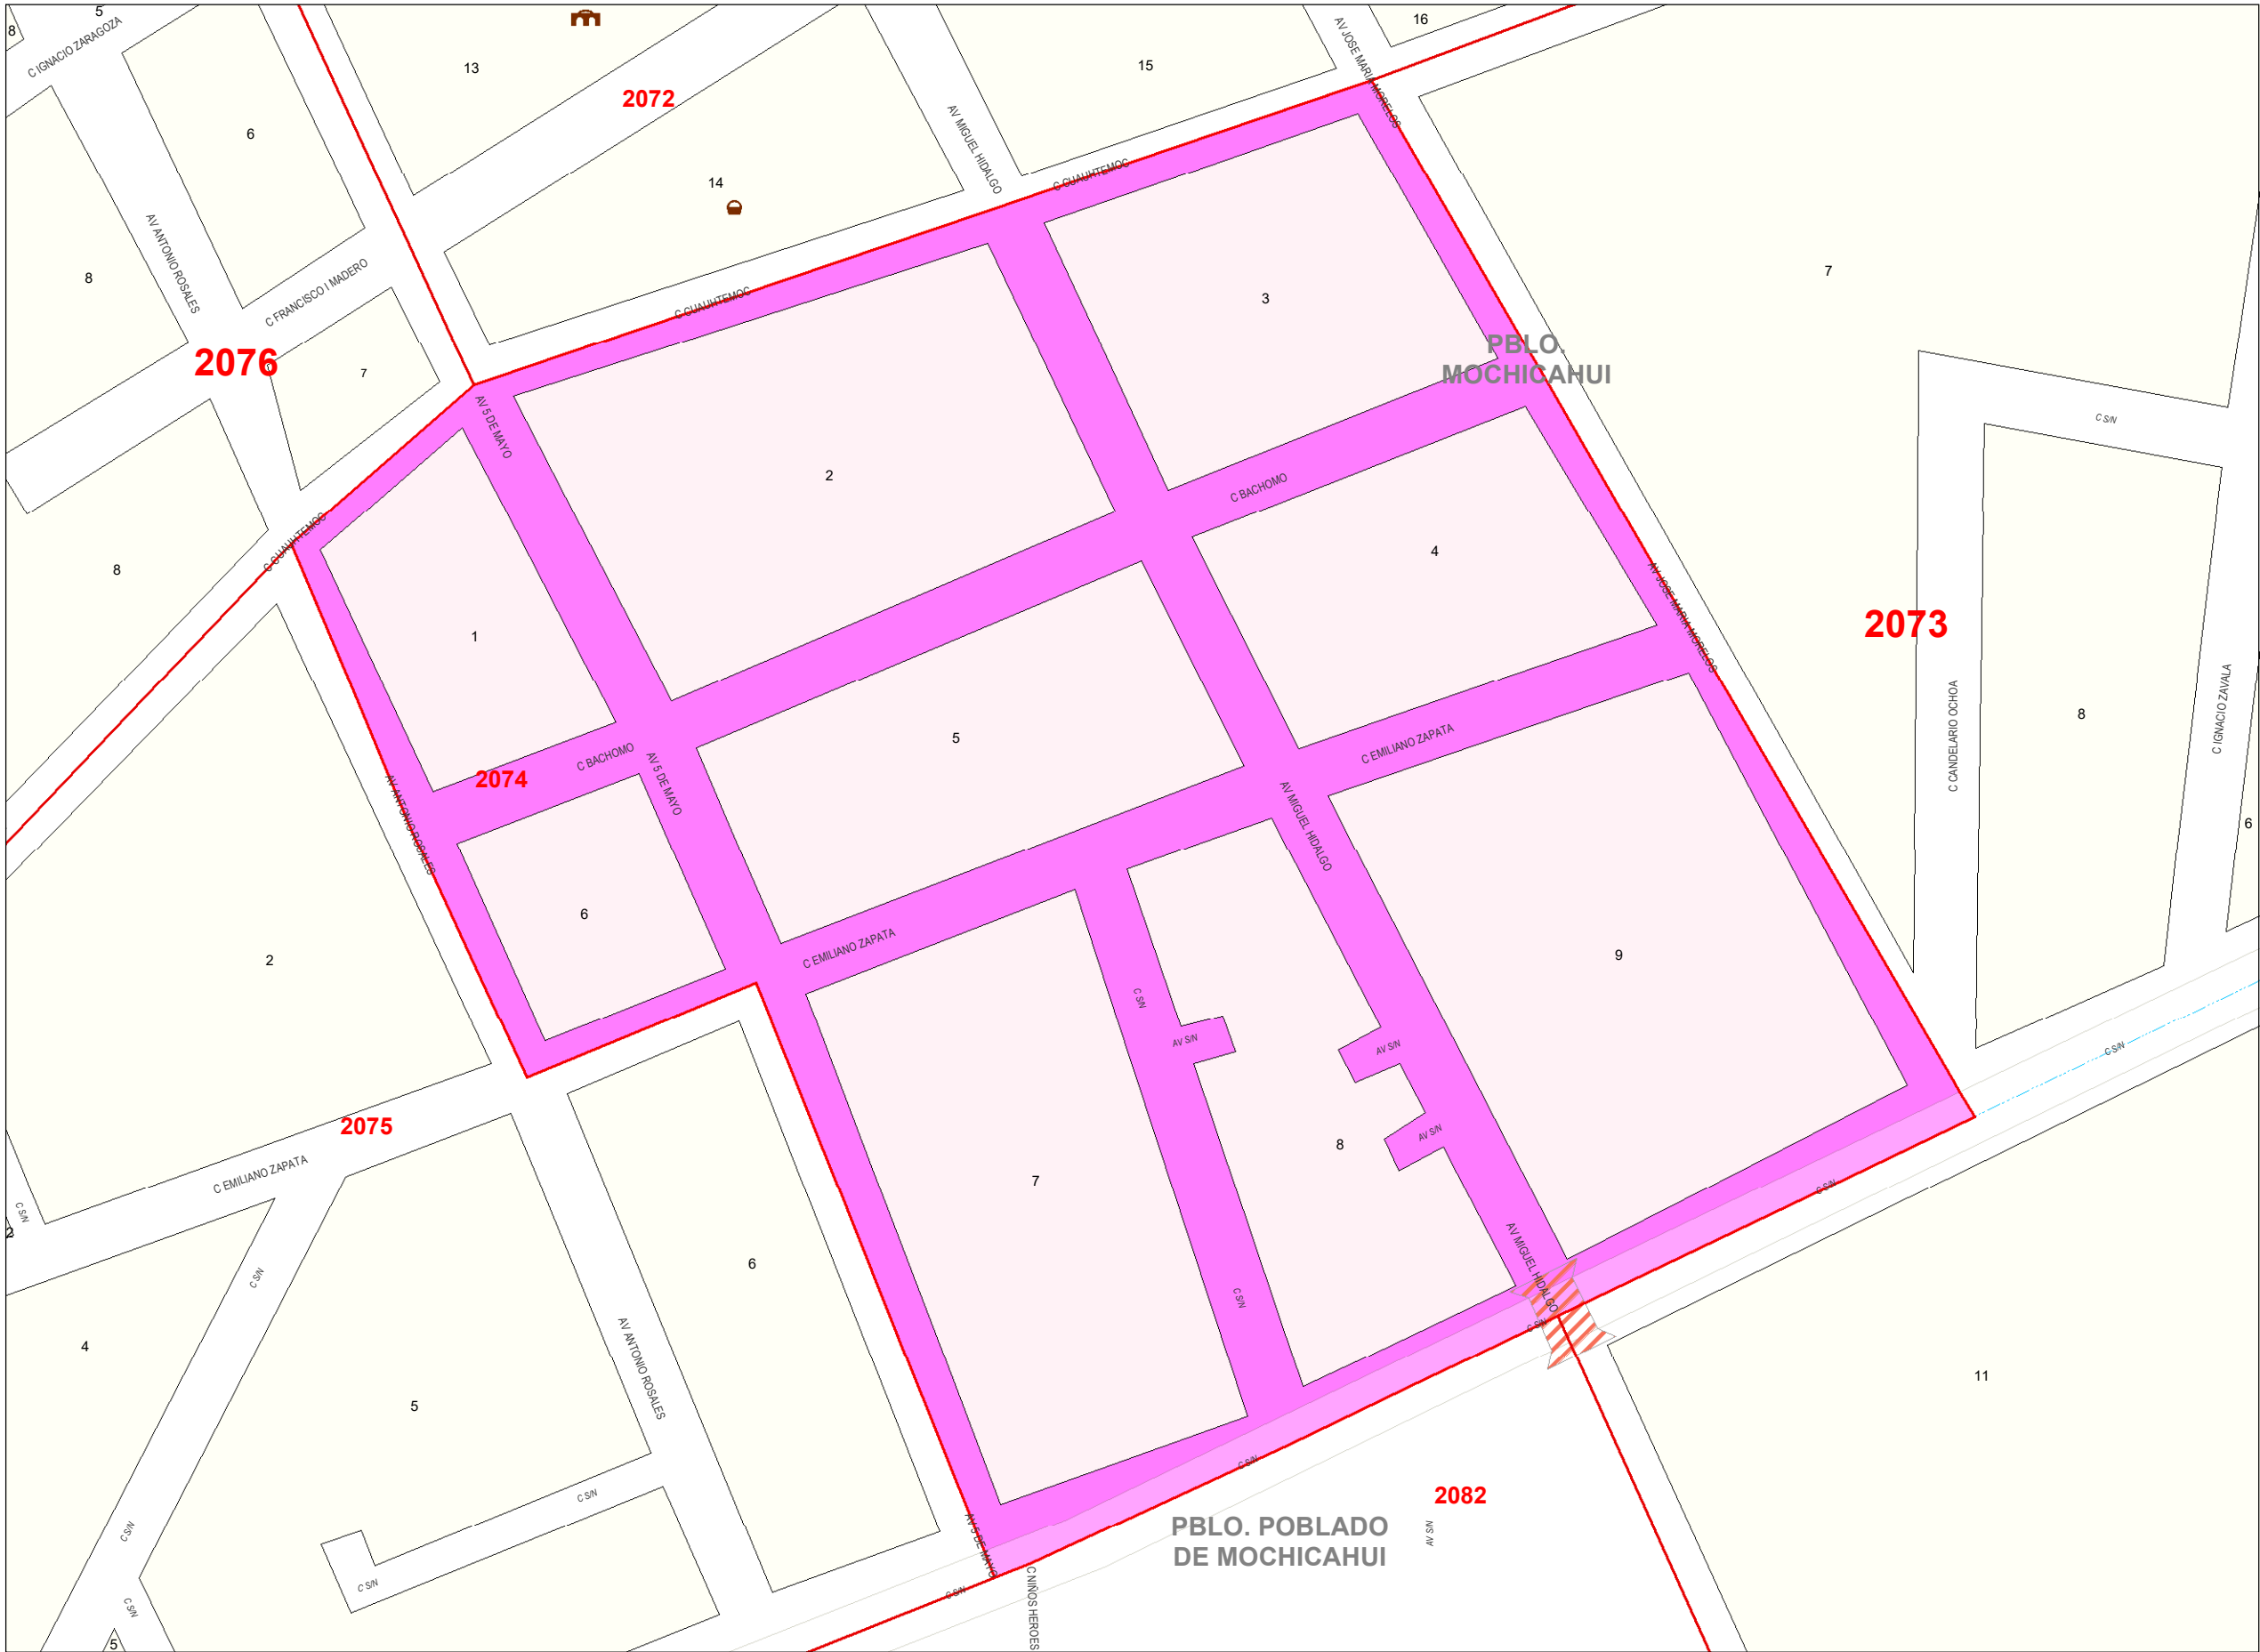 5
8
C IGNACIO ZARAGOZA
13
2072
15
16
AV JOSE MARIA MORELOS
6
AV MIGUEL HIDALGO
14
C CUAUHTEMOC
AV ANTONIO ROSALES
8
C FRANCISCO I MADERO
C CUAUHTEMOC
3
7
2076
7
PBLO.
MOCHICAHUI
AV 5 DE MAYO
C S/N
2
C BACHOMO
C CUAUHTEMOC
8
4
1
AV JOSE MARIA MORELOS
2073
C CANDELARIO OCHOA
8
C IGNACIO ZAVALA
5
C EMILIANO ZAPATA
C BACHOMO
2074
AV 5 DE MAYO
AV ANTONIO ROSALES
AV MIGUEL HIDALGO
6
6
2
C EMILIANO ZAPATA
9
C S/N
AV S/N
AV S/N
C S/N
2075
AV S/N
8
C EMILIANO ZAPATA
7
C S/N
C S/N
2
6
C S/N
C S/N
AV MIGUEL HIDALGO
C S/N
4
AV ANTONIO ROSALES
11
5
C S/N
C S/N
2082
C S/N
AV 5 DE MAYO
PBLO. POBLADO
DE MOCHICAHUI
AV S/N
C S/N
C S/N
C NIÑOS HEROES
C S/N
5